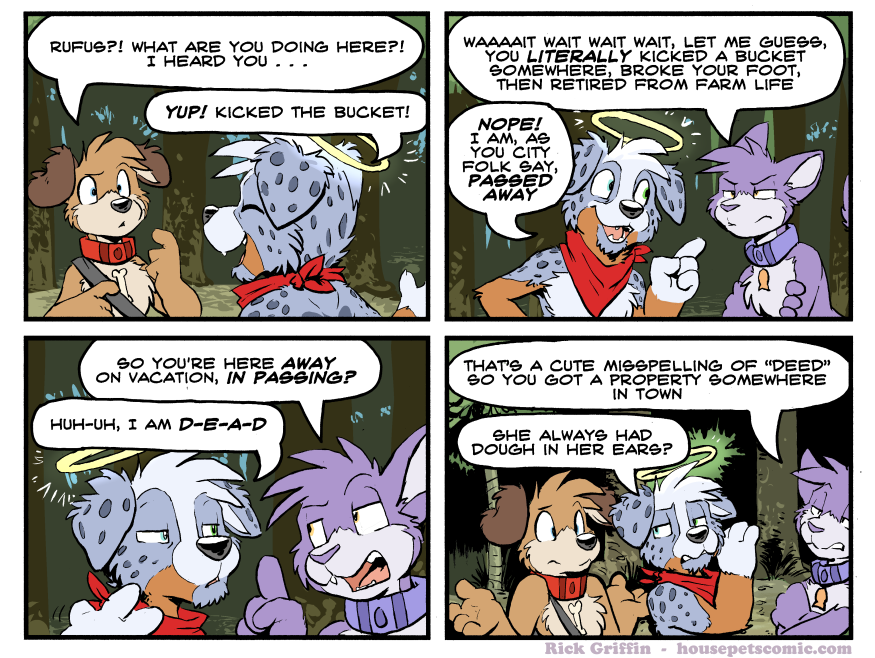 RUFUS?! WHAT ARE YOU DOING HERE?!
I HEARD YOU . . .
YUP! KICKED THE BUCKET!
WAAAAIT WAIT WAIT WAIT, LET ME GUESS,
YOU LITERALLY KICKED A BUCKET
SOMEWHERE, BROKE YOUR FOOT,
THEN RETIRED FROM FARM LIFE
NOPE!
I AM, AS
YOU CITY
FOLK SAY,
PASSED
AWAY
SO YOU'RE HERE AWAY
ON VACATION, IN PASSING?
HUH-UH, I AM D-E-A-D
THAT'S A CUTE MISSPELLING OF "DEED"
SO YOU GOT A PROPERTY SOMEWHERE
IN TOWN
SHE ALWAYS HAD
DOUGH IN HER EARS?
Rick Griffin - housepetscomic.com